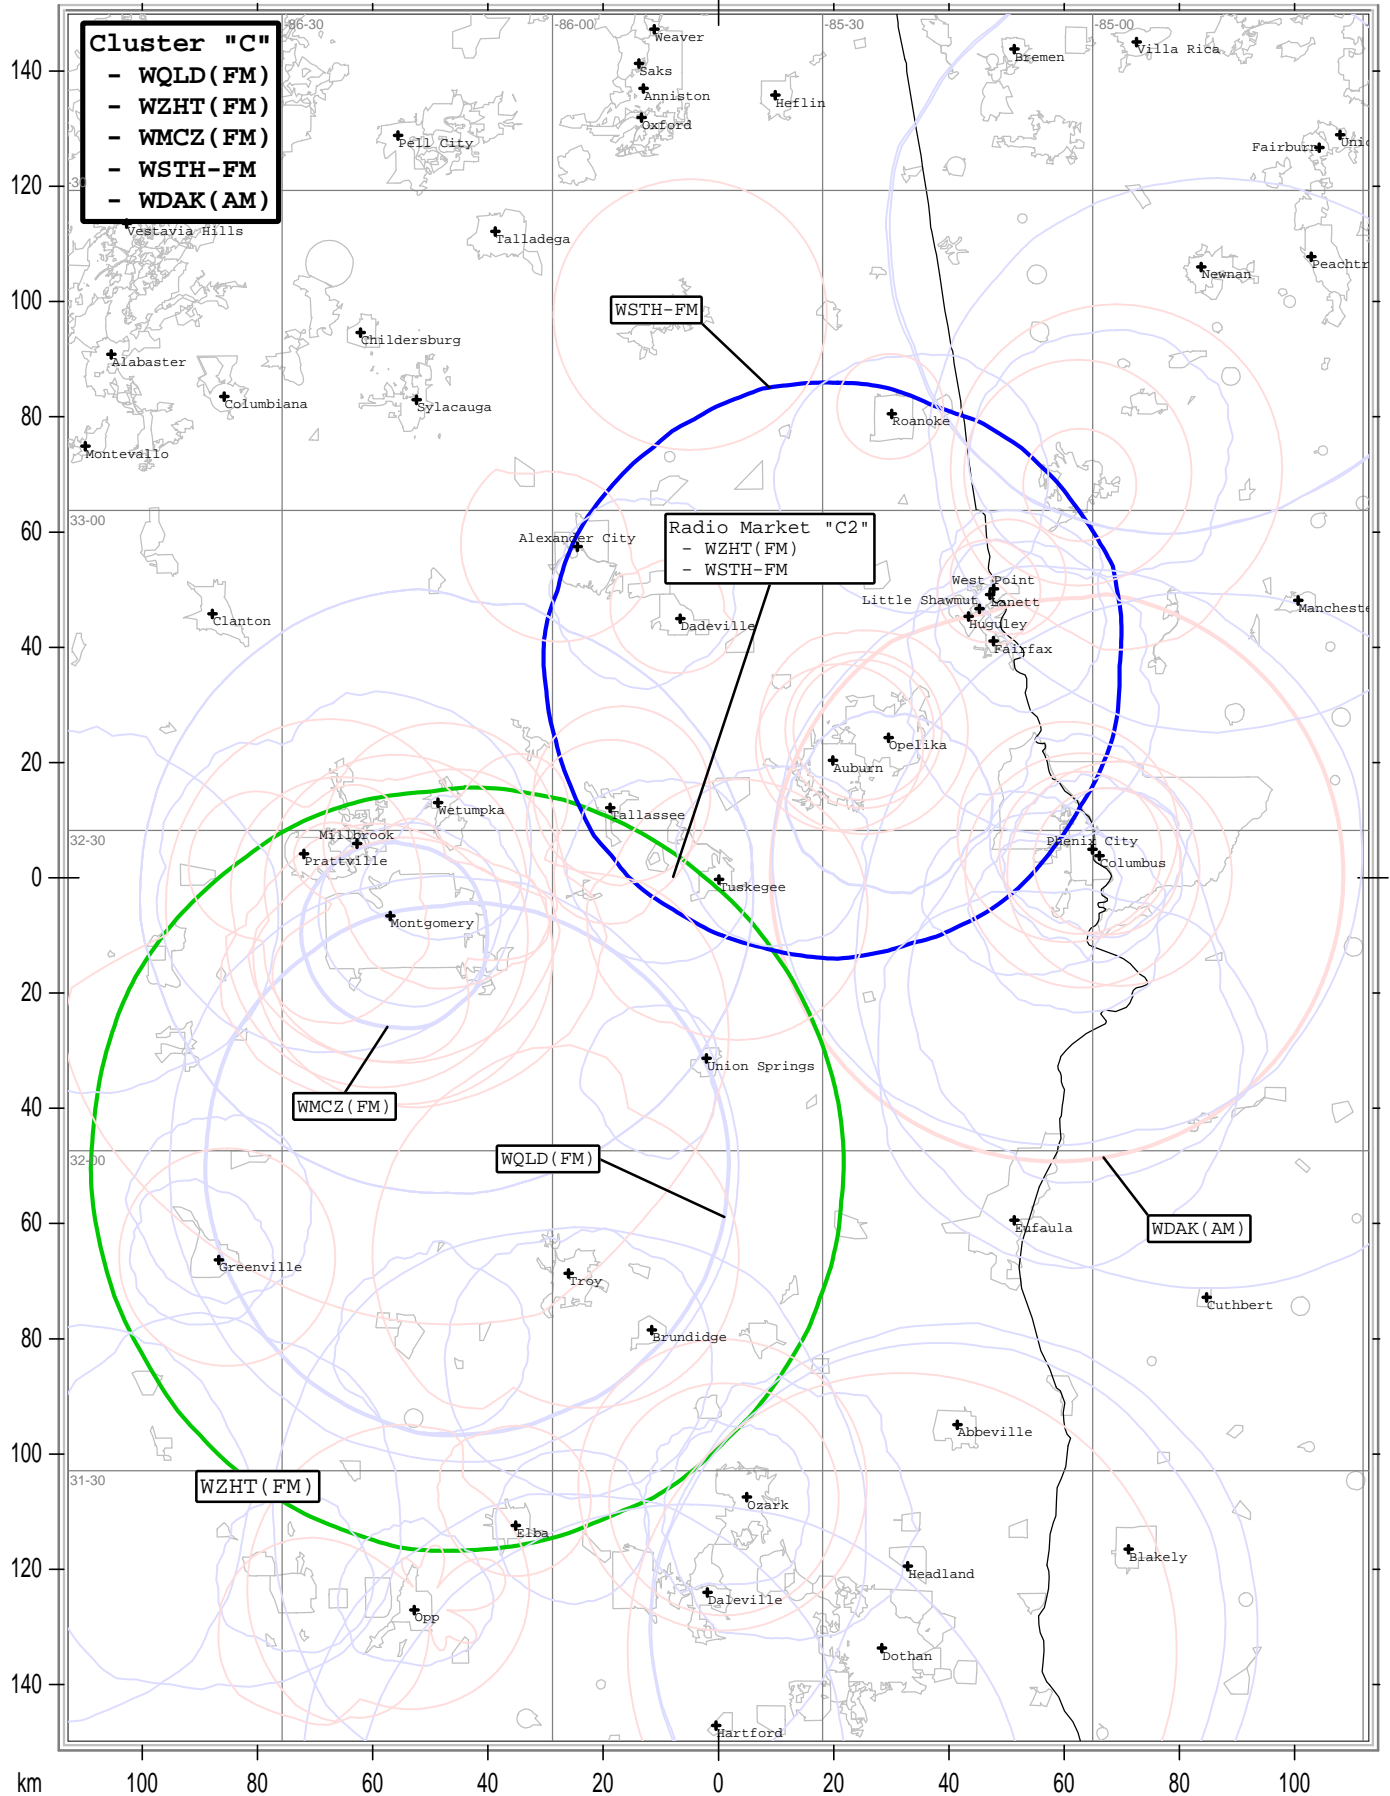 -86-30
-86-00
-85-30
-85-00
Cluster "C"
- WQLD(FM)
- WZHT(FM)
- WMCZ(FM)
- WSTH-FM
- WDAK(AM)
Weaver
Saks
Anniston
Oxford
Heflin
Bremen
Villa Rica
Pell City
Fairburn
Vestavia Hills
Talladega
Newnan
Peachtr
WSTH-FM
Childersburg
Alabaster
Columbiana
Sylacauga
Roanoke
Montevallo
33-00
Radio Market "C2"
- WZHT(FM)
- WSTH-FM
Alexander City
West Point
Little Shawmut
Lanett
Mancheste
Clanton
Dadeville
Huguley
Fairfax
Opelika
Auburn
Wetumpka
Tallassee
32-30
Millbrook
Prattville
Phenix City
Columbus
Tuskegee
Montgomery
Union Springs
WMCZ(FM)
32-00
WQLD(FM)
Eufaula
WDAK(AM)
Greenville
Troy
Cuthbert
Brundidge
Abbeville
31-30
WZHT(FM)
Ozark
Elba
Blakely
Headland
Daleville
Opp
Dothan
Hartford
140
120
100
80
60
40
20
0
20
40
60
80
100
120
140
km
100
80
60
40
20
0
20
40
60
80
100